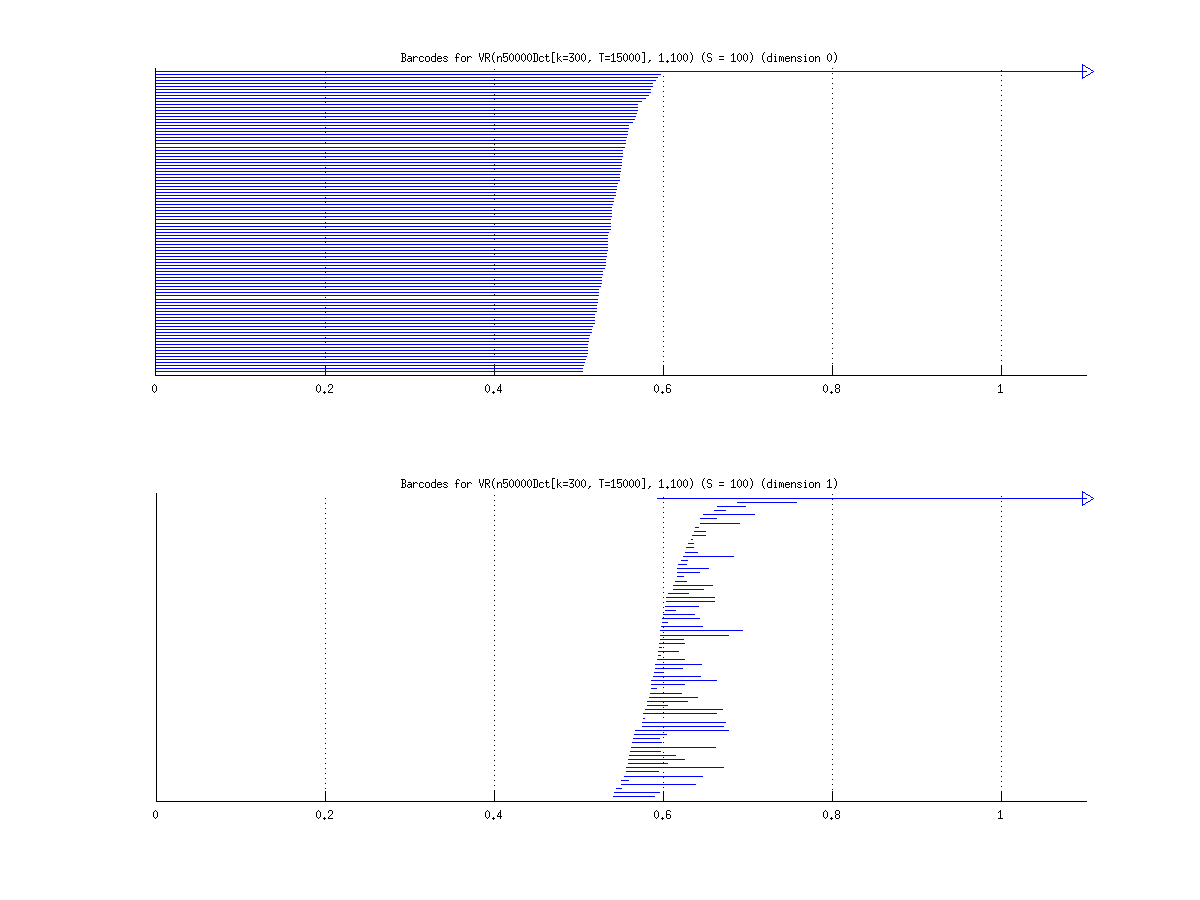 Barcodes for VR(n50000Dct[k=300, T=15000], 1.100) (S = 100) (dimension 0)
0 0.2 0.4 0.6 0.8 1
Barcodes for VR(n50000Dct[k=300, T=15000], 1.100) (S = 100) (dimension 1)
0 0.2 0.4 0.6 0.8 1